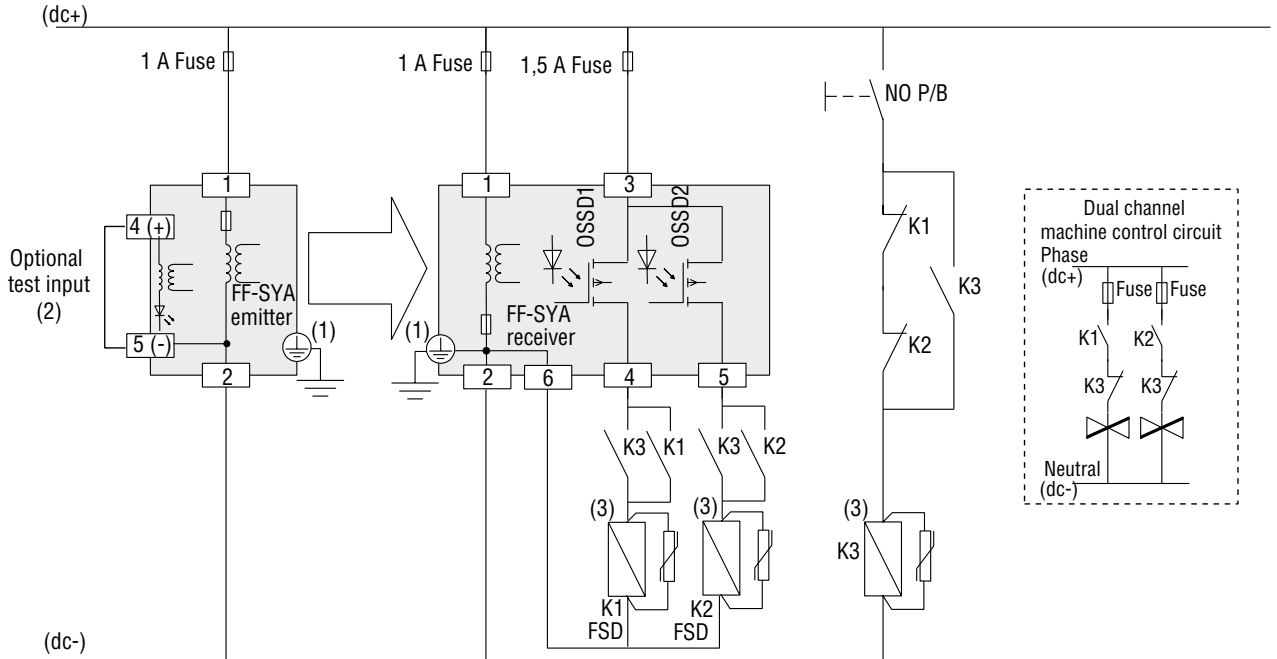 (dc+)
1 A Fuse
1 A Fuse
1,5 A Fuse
NO P/B
1
1
3
OSSD1
OSSD2
4 (+)
Optional
test input
(2)
FF-SYA
emitter
(1)
5 (-)
2
(1)
FF-SYA
receiver
2
6
4
5
K1
K3
K2
K3
K1
K3
K2
(3)
(3)
(3)
K3
K1
FSD
K2
FSD
Dual channel
machine control circuit
Phase
(dc+)
Fuse
Fuse
K1
K2
K3
K3
Neutral
(dc-)
(dc-)